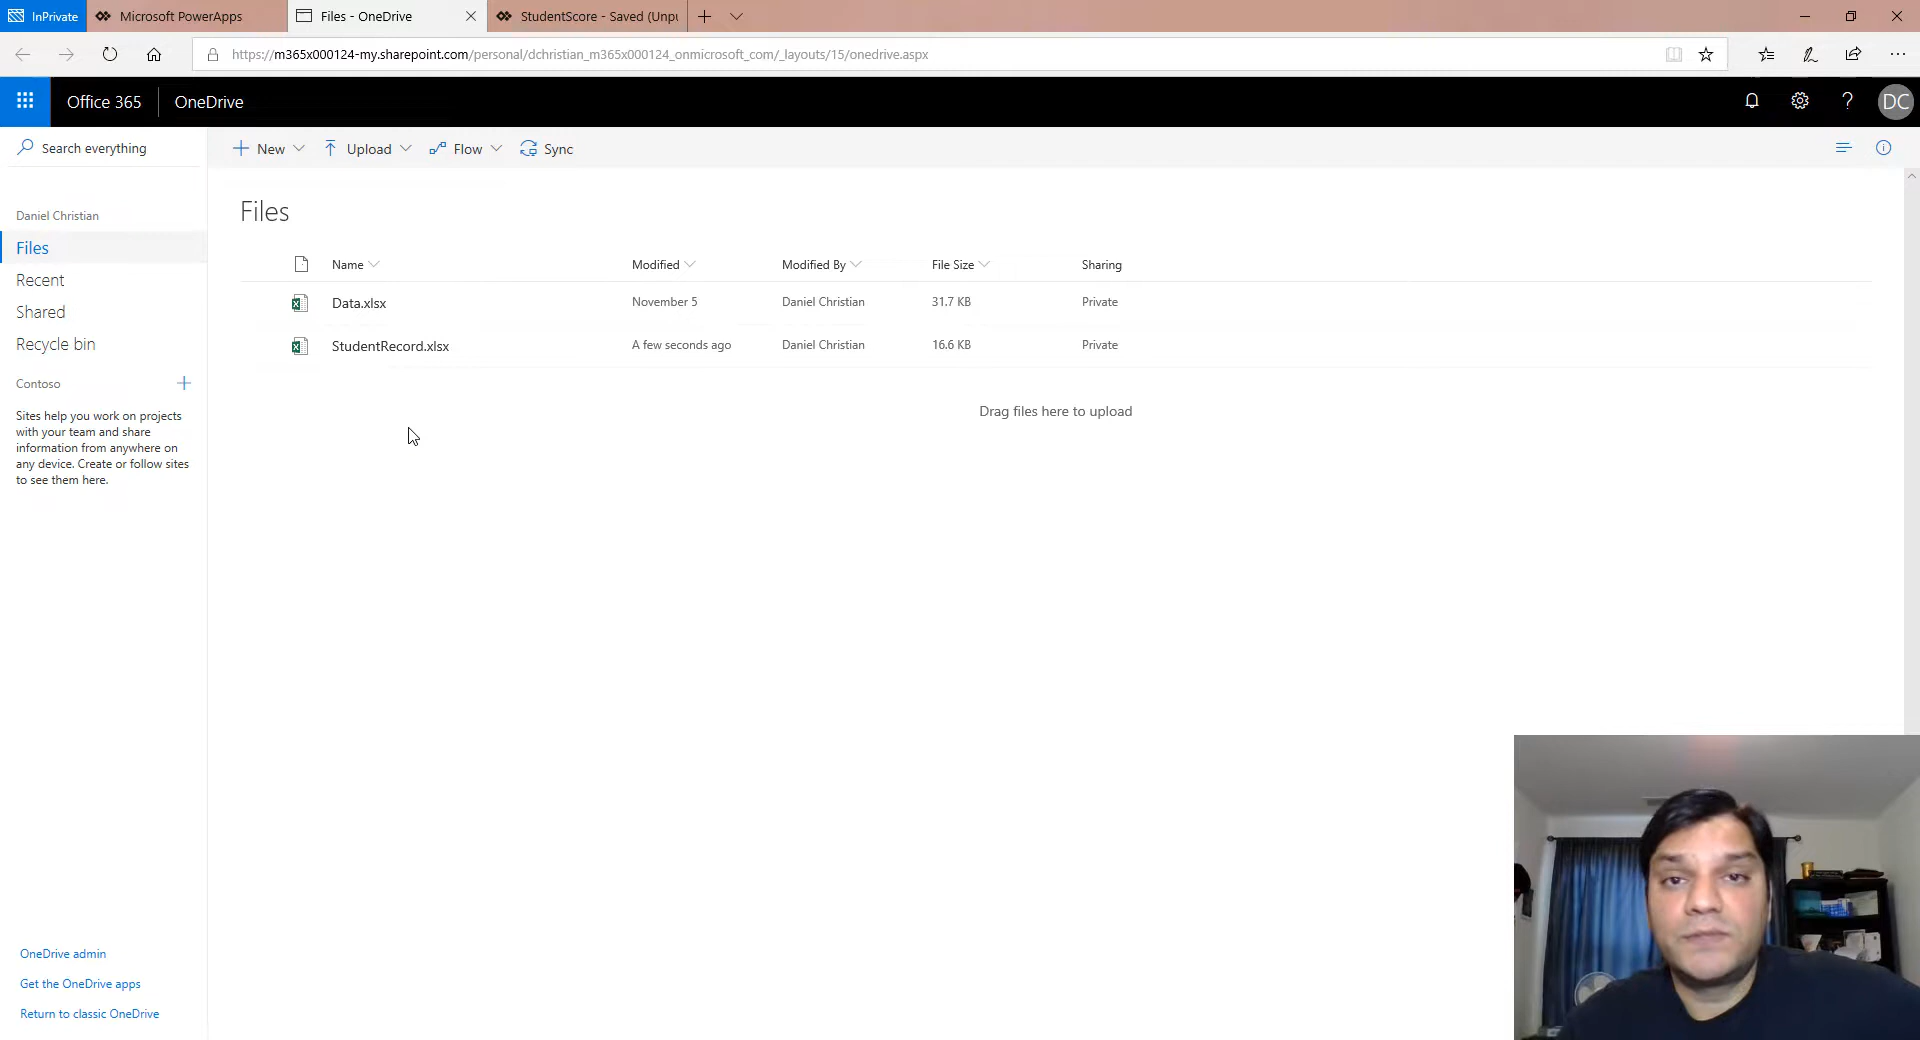 InPrivate
Microsoft PowerApps
Files - OneDrive
StudentScore - Saved (Unpu
https://m365x000124-my.sharepoint.com/personal/dchristian_m365x000124_onmicrosoft_com/_layouts/15/onedrive.aspx
Office 365
OneDrive
?
DC
Search everything
New
Upload
Flow
Sync
Daniel Christian
Files
Recent
Shared
Recycle bin
Contoso
Sites help you work on projects
with your team and share
information from anywhere on
any device. Create or follow sites
to see them here.
OneDrive admin
Get the OneDrive apps
Return to classic OneDrive
Files
Name Modified Modified By File Size Sharing
Data.xlsx November 5 Daniel Christian 31.7 KB Private
StudentRecord.xlsx A few seconds ago Daniel Christian 16.6 KB Private
Drag files here to upload